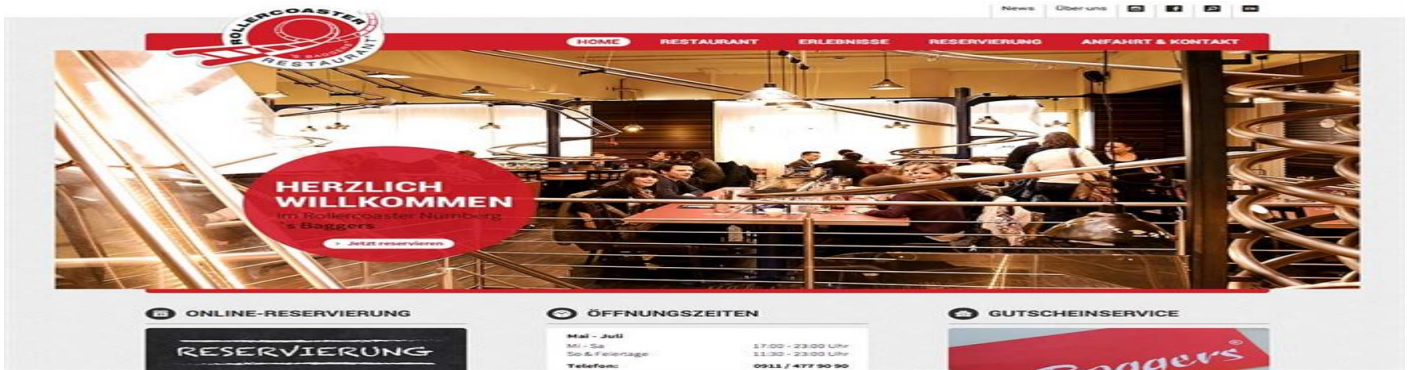 News Über uns
ROLLERCOASTER
RESTAURANT
HOME RESTAURANT ERLEBNISSE RESERVIERUNG ANFAHRT & KONTAKT
HERZLICH
WILLKOMMEN
Im Rollercoaster Nürnberg
's Baggers
> Jetzt reservieren
ONLINE-RESERVIERUNG
RESERVIERUNG
ÖFFNUNGSZEITEN
Mai - Juli
Mi - Sa 17:00 - 23:00 Uhr
So & Feiertage 11:30 - 23:00 Uhr
Telefon: 0911 / 477 90 90
GUTSCHEINSERVICE
Baggers